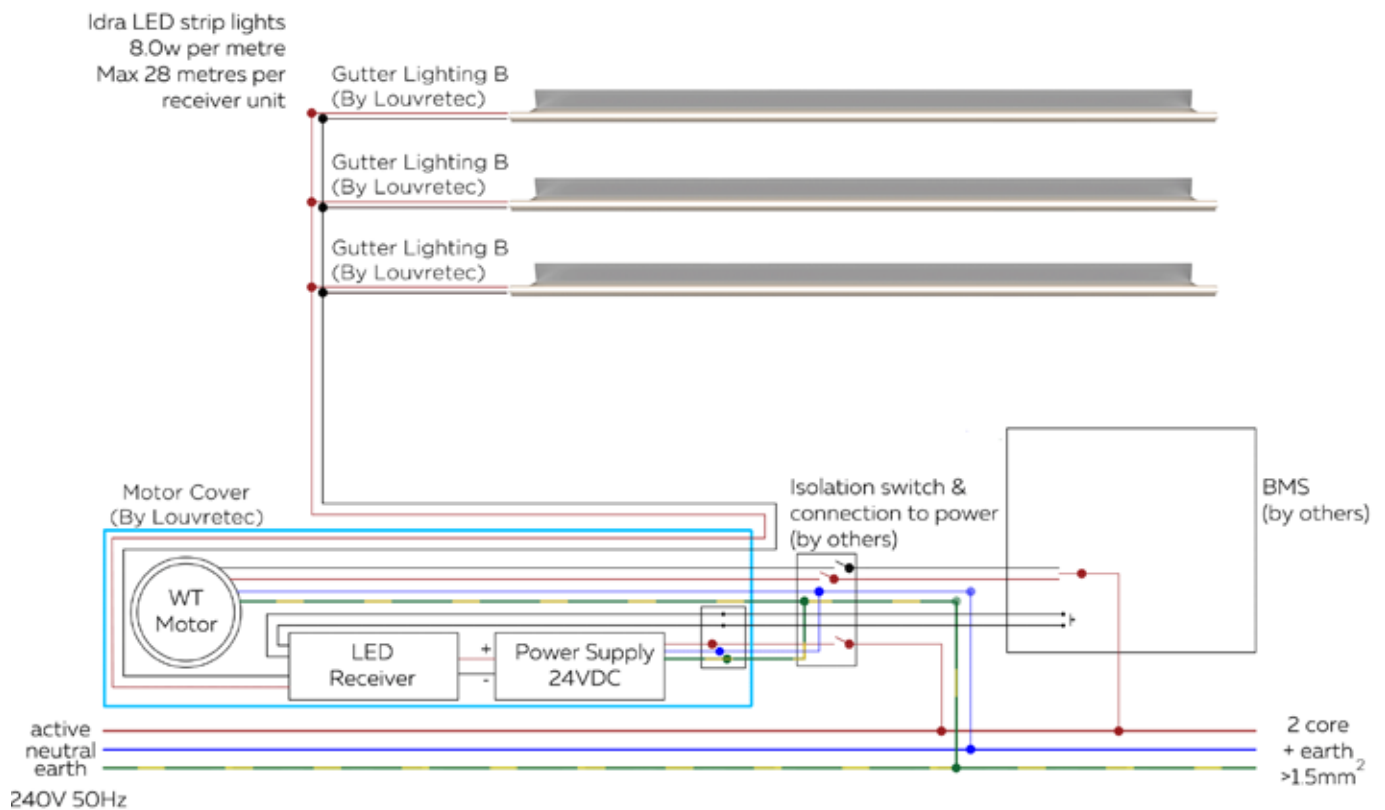 Idra LED strip lights
8.0w per metre
Max 28 metres per
receiver unit
Gutter Lighting B
(By Louvretec)
Gutter Lighting B
(By Louvretec)
Gutter Lighting B
(By Louvretec)
Motor Cover
(By Louvretec)
Isolation switch &
connection to power
(by others)
BMS
(by others)
WT
Motor
LED
Receiver
+
-
Power Supply
24VDC
active
neutral
earth
240V 50Hz
2 core
+ earth
>1.5mm²